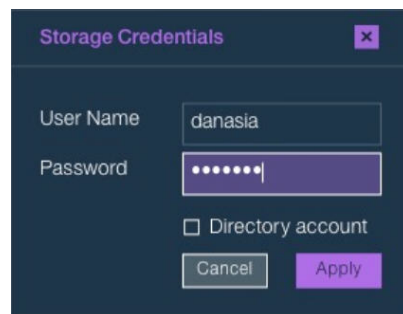 Storage Credentials
User Name danasia
Password •••••••
Directory account
Cancel Apply